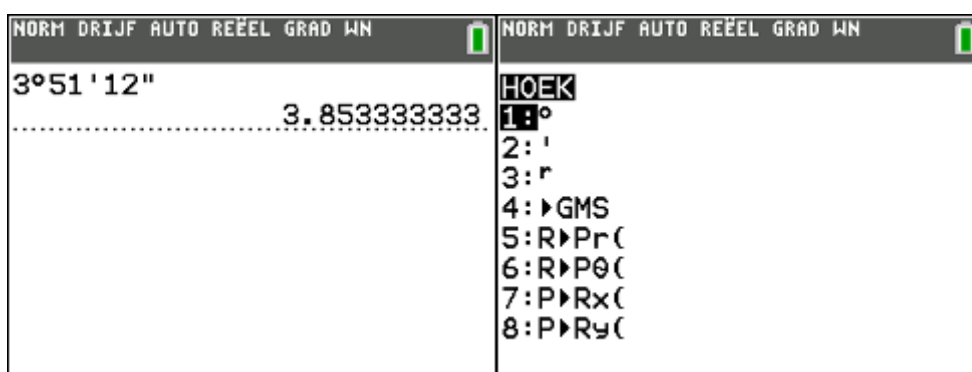 NORM DRIJF AUTO REËEL GRAD WN
3°51'12"
3.853333333
NORM DRIJF AUTO REËEL GRAD WN
HOEK
1:°
2:'
3:ʳ
4:▸GMS
5:R▸Pr(
6:R▸Pθ(
7:P▸Rx(
8:P▸Ry(